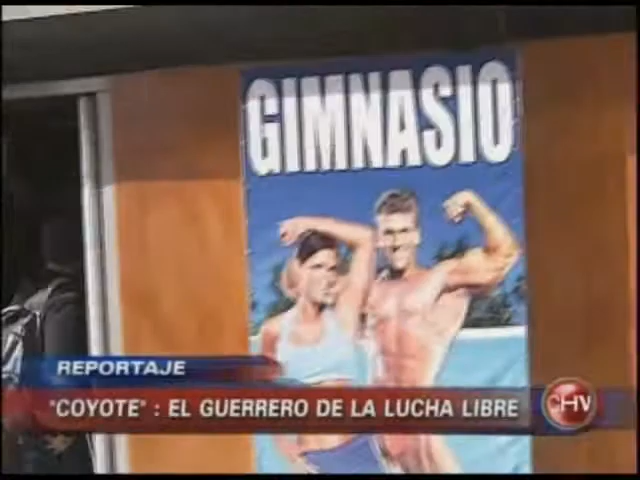 GIMNASIO
REPORTAJE
"COYOTE" : EL GUERRERO DE LA LUCHA LIBRE
CHV